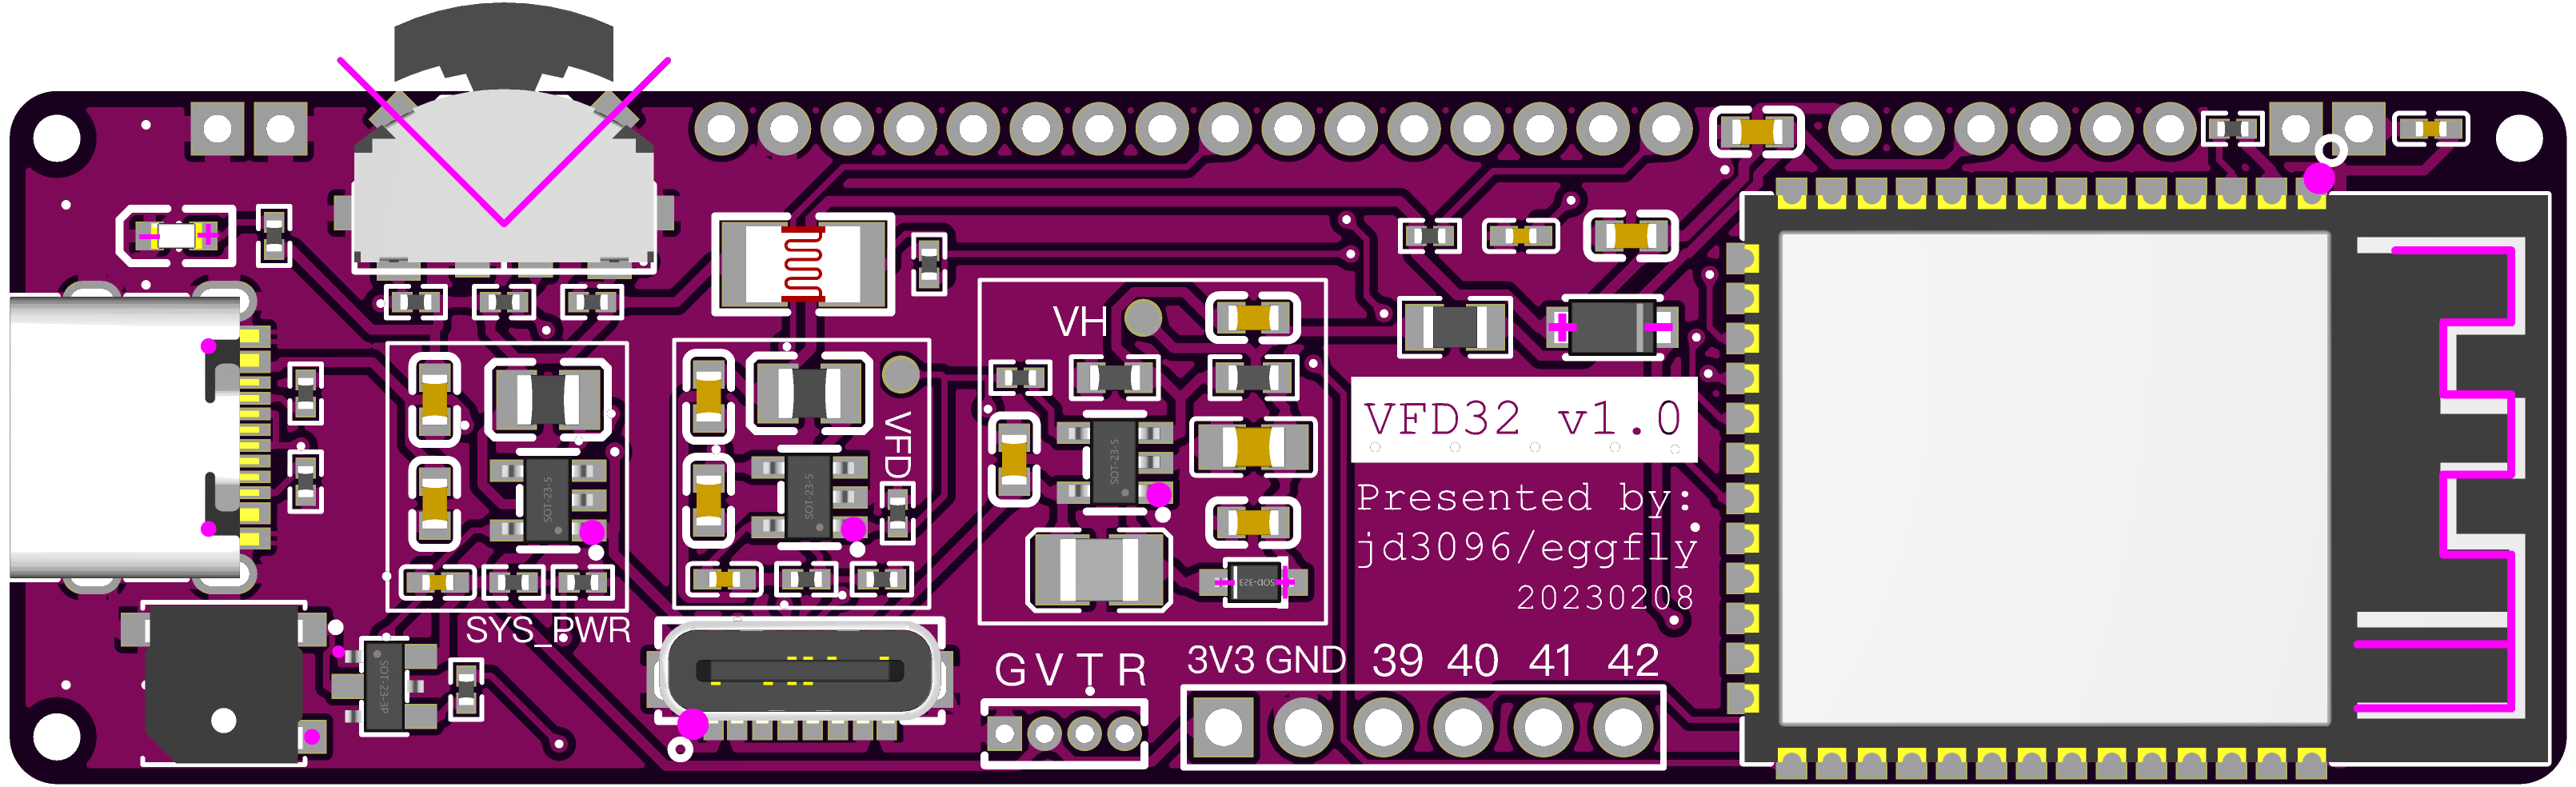 VH
VFD
SOT-23-5
SOT-23-5
SOT-23-5
VFD32 v1.0
Presented by:
jd3096/eggfly
20230208
SOD-323
SYS_PWR
SOT-23-3P
G V T R
3V3 GND 39 40 41 42